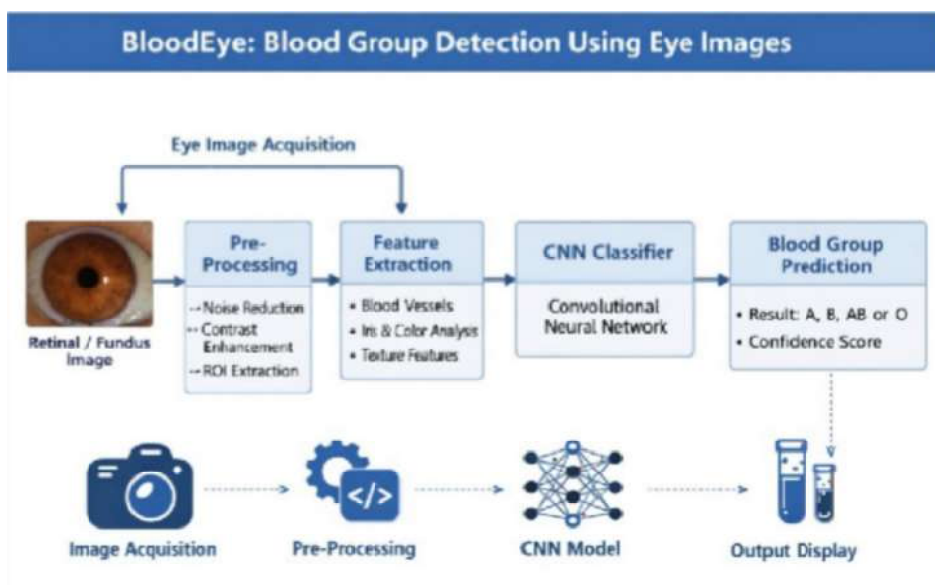 BloodEye: Blood Group Detection Using Eye Images
Eye Image Acquisition
Retinal / Fundus
Image
Pre-
Processing
Noise Reduction
Contrast
Enhancement
ROI Extraction
Feature
Extraction
• Blood Vessels
• Iris & Color Analysis
• Texture Features
CNN Classifier
Convolutional
Neural Network
Blood Group
Prediction
• Result: A, B, AB or O
• Confidence Score
</>
Image Acquisition
Pre-Processing
CNN Model
Output Display